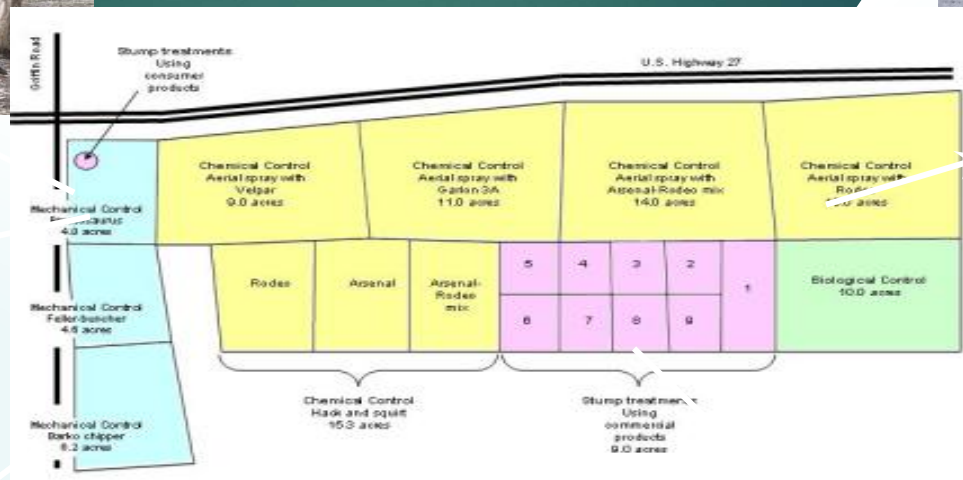 Griffin Road
Stump treatments
Using
consumer
products
U.S. Highway 27
Chemical Control
Aerial spray with
Velpar
9.0 acres
Chemical Control
Aerial spray with
Garlon 3A
11.0 acres
Chemical Control
Aerial spray with
Arsenal-Rodeo mix
14.0 acres
Chemical Control
Aerial spray with
acres
Mechanical Control
4.0 acres
Mechanical Control
Feller-buncher
4.6 acres
Mechanical Control
Barko chipper
6.2 acres
Rodeo
Arsenal
Arsenal-
Rodeo
mix
5
4
3
2
1
6
7
8
9
Biological Control
10.0 acres
Chemical Control
Hack and squirt
15.3 acres
Stump treatments
Using
commercial
products
9.0 acres